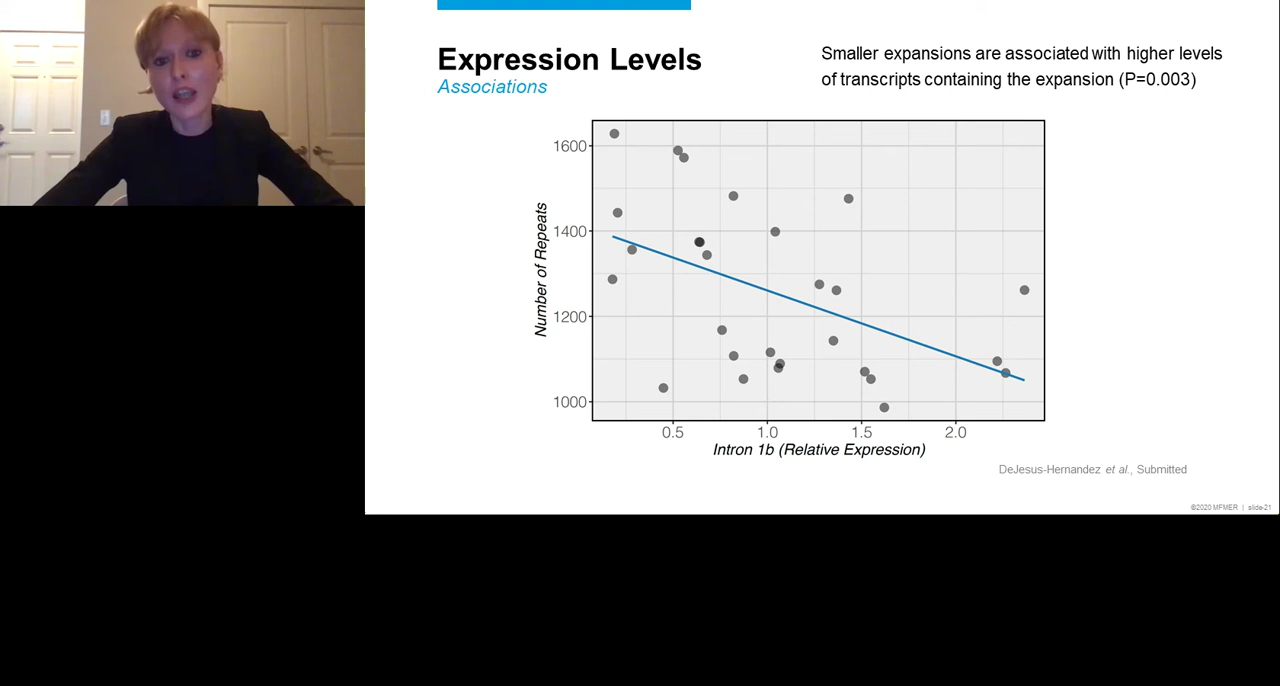 Expression Levels
Associations
Smaller expansions are associated with higher levels
of transcripts containing the expansion (P=0.003)
Number of Repeats
1600
1400
1200
1000
0.5
1.0
1.5
2.0
Intron 1b (Relative Expression)
DeJesus-Hernandez et al., Submitted
©2020 MFMER | slide-21